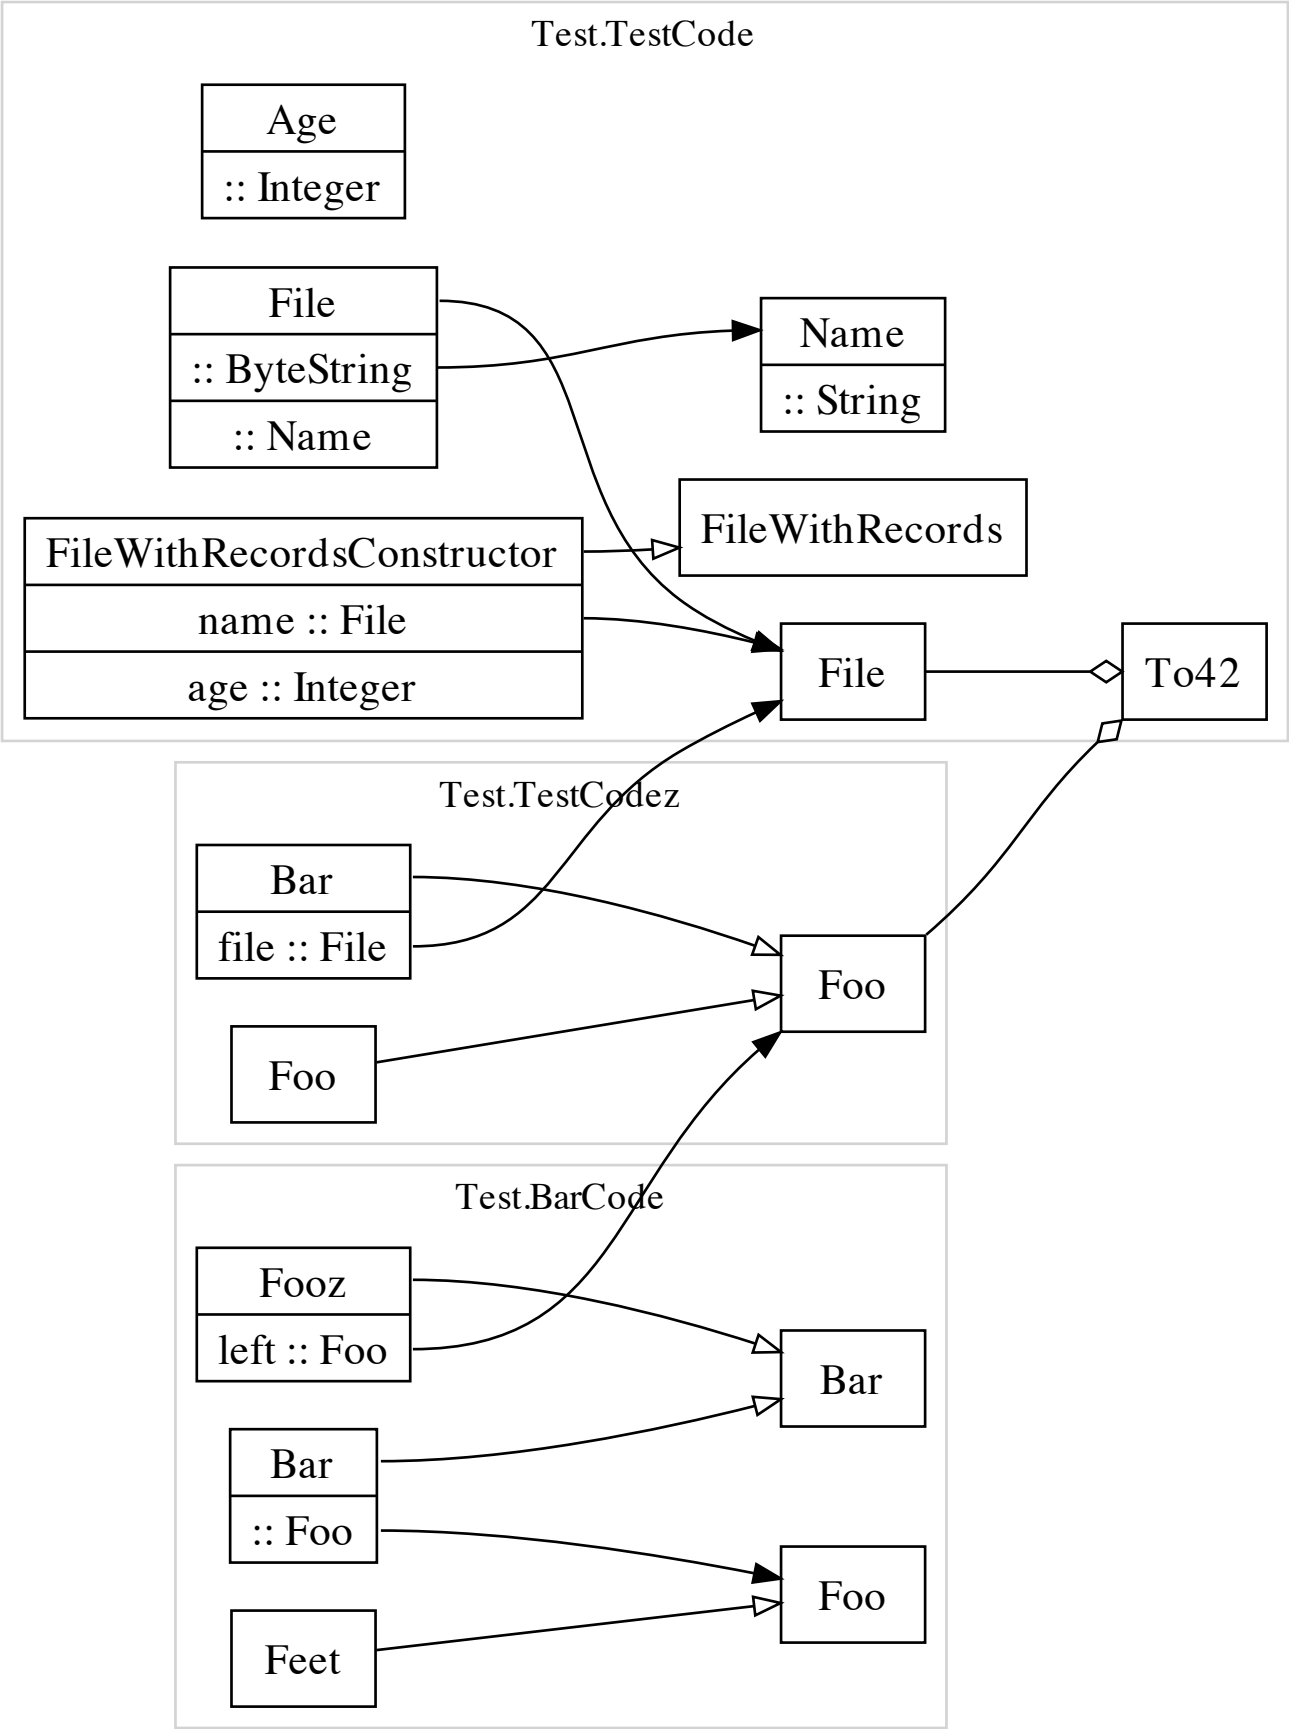 Test.TestCode
Age
:: Integer
File
:: ByteString
:: Name
Name
:: String
FileWithRecordsConstructor
name :: File
age :: Integer
FileWithRecords
File
To42
Test.TestCodez
Bar
file :: File
Foo
Foo
Test.BarCode
Fooz
left :: Foo
Bar
Bar
:: Foo
Foo
Feet